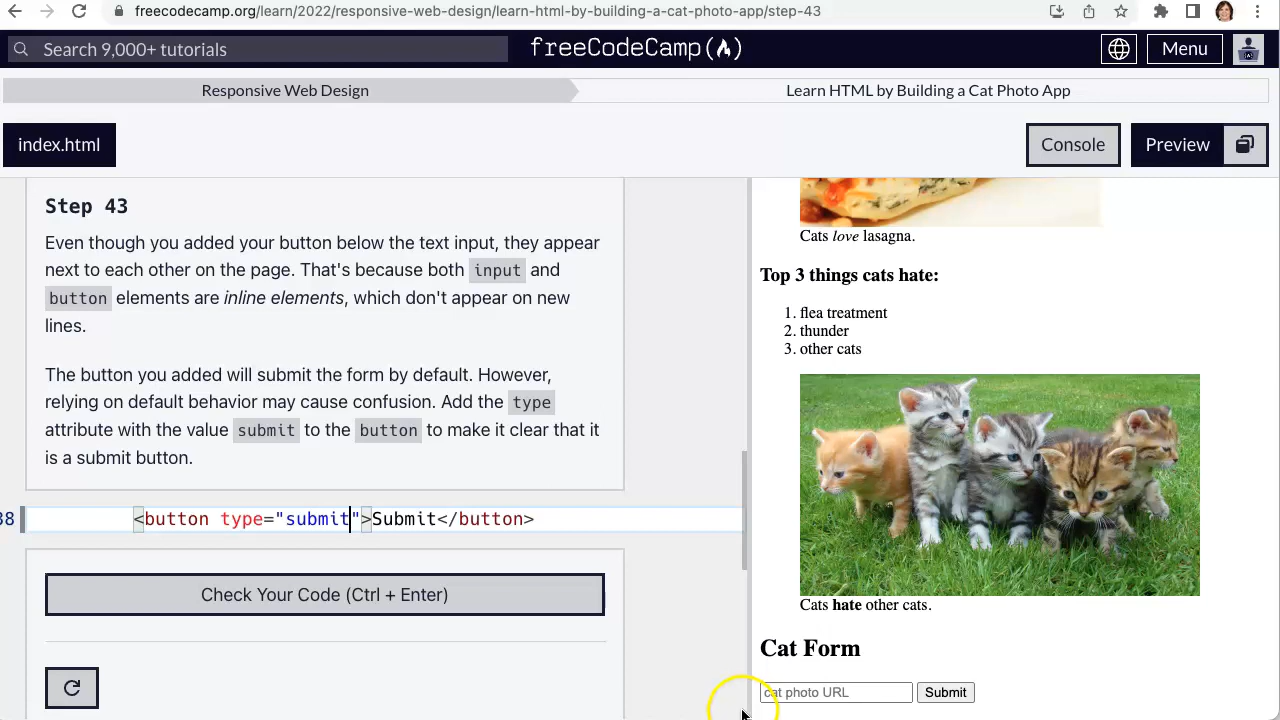 freecodecamp.org/learn/2022/responsive-web-design/learn-html-by-building-a-cat-photo-app/step-43
Search 9,000+ tutorials
freeCodeCamp
Menu
Responsive Web Design
Learn HTML by Building a Cat Photo App
index.html
Console
Preview
Step 43
Even though you added your button below the text input, they appear
next to each other on the page. That's because both input and
button elements are inline elements, which don't appear on new
lines.
The button you added will submit the form by default. However,
relying on default behavior may cause confusion. Add the type
attribute with the value submit to the button to make it clear that it
is a submit button.
38 <button type="submit">Submit</button>
Check Your Code (Ctrl + Enter)
Cats love lasagna.
Top 3 things cats hate:
1. flea treatment
2. thunder
3. other cats
Cats hate other cats.
Cat Form
cat photo URL Submit